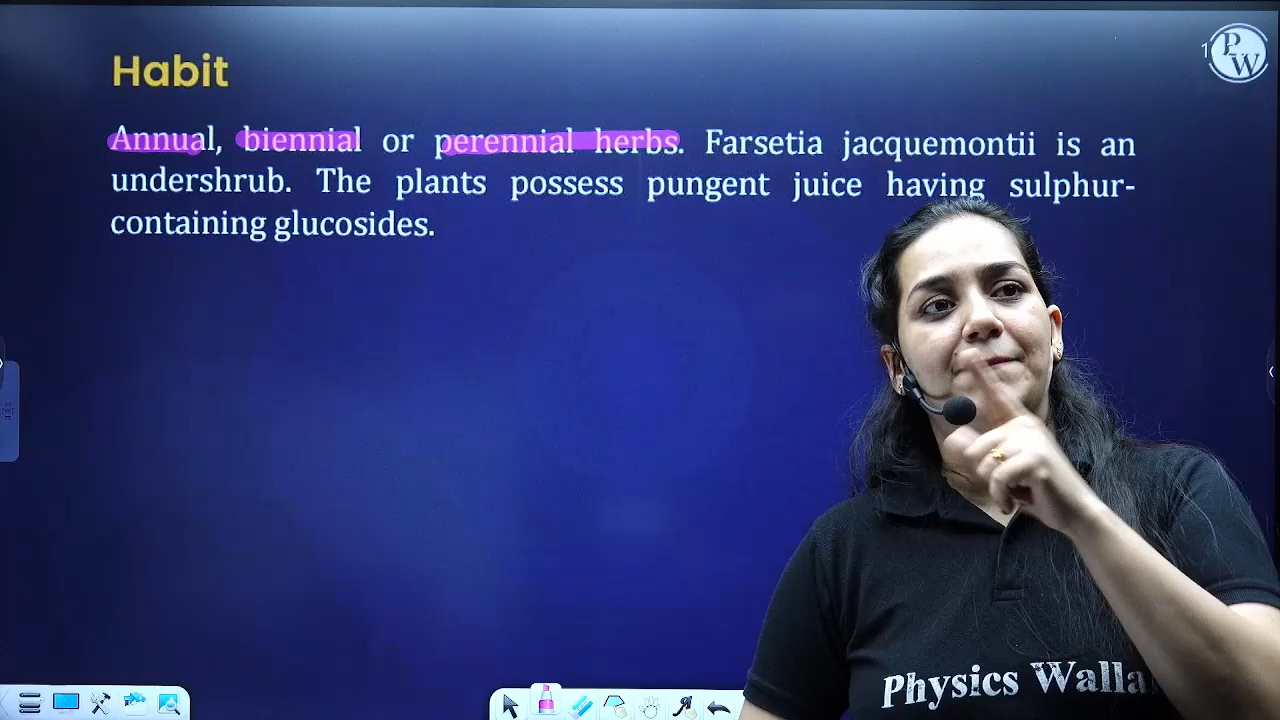 Habit
1
P
W
Annual, biennial or perennial herbs. Farsetia jacquemontii is an
undershrub. The plants possess pungent juice having sulphur-
containing glucosides.
Physics Walla